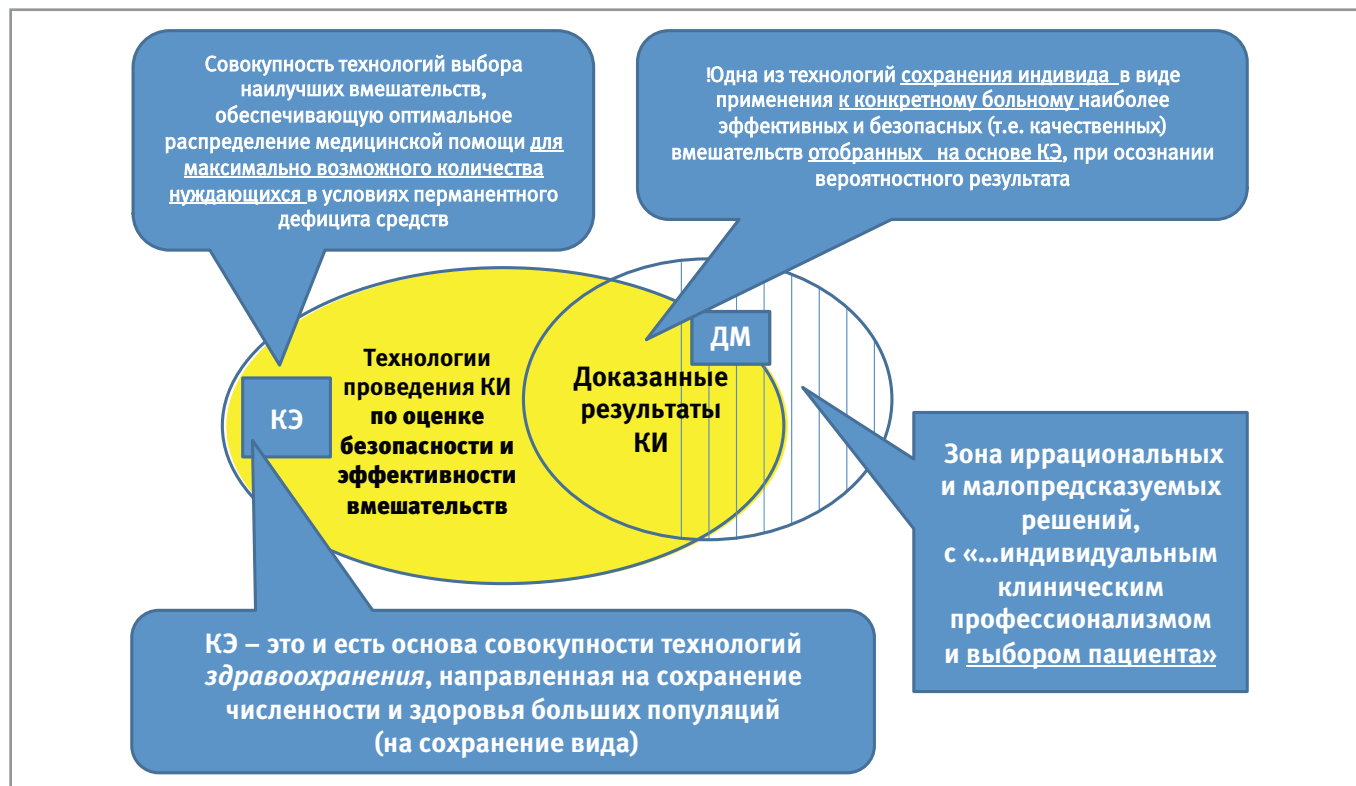 Совокупность технологий выбора
наилучших вмешательств,
обеспечивающую оптимальное
распределение медицинской помощи для
максимально возможного количества
нуждающихся в условиях перманентного
дефицита средств
!Одна из технологий сохранения индивида в виде
применения к конкретному больному наиболее
эффективных и безопасных (т.е. качественных)
вмешательств отобранных на основе КЭ, при осознании
вероятностного результата
КЭ
Технологии
проведения КИ
по оценке
безопасности и
эффективности
вмешательств
ДМ
Доказанные
результаты
КИ
Зона иррациональных
и малопредсказуемых
решений,
с «...индивидуальным
клиническим
профессионализмом
и выбором пациента»
КЭ – это и есть основа совокупности технологий
здравоохранения, направленная на сохранение
численности и здоровья больших популяций
(на сохранение вида)